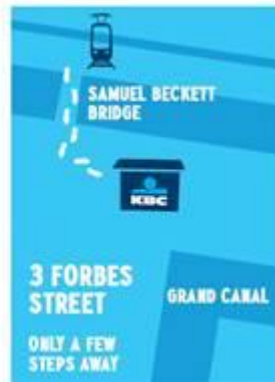 SAMUEL BECKETT
BRIDGE
KBC
3 FORBES
STREET
GRAND CANAL
ONLY A FEW
STEPS AWAY